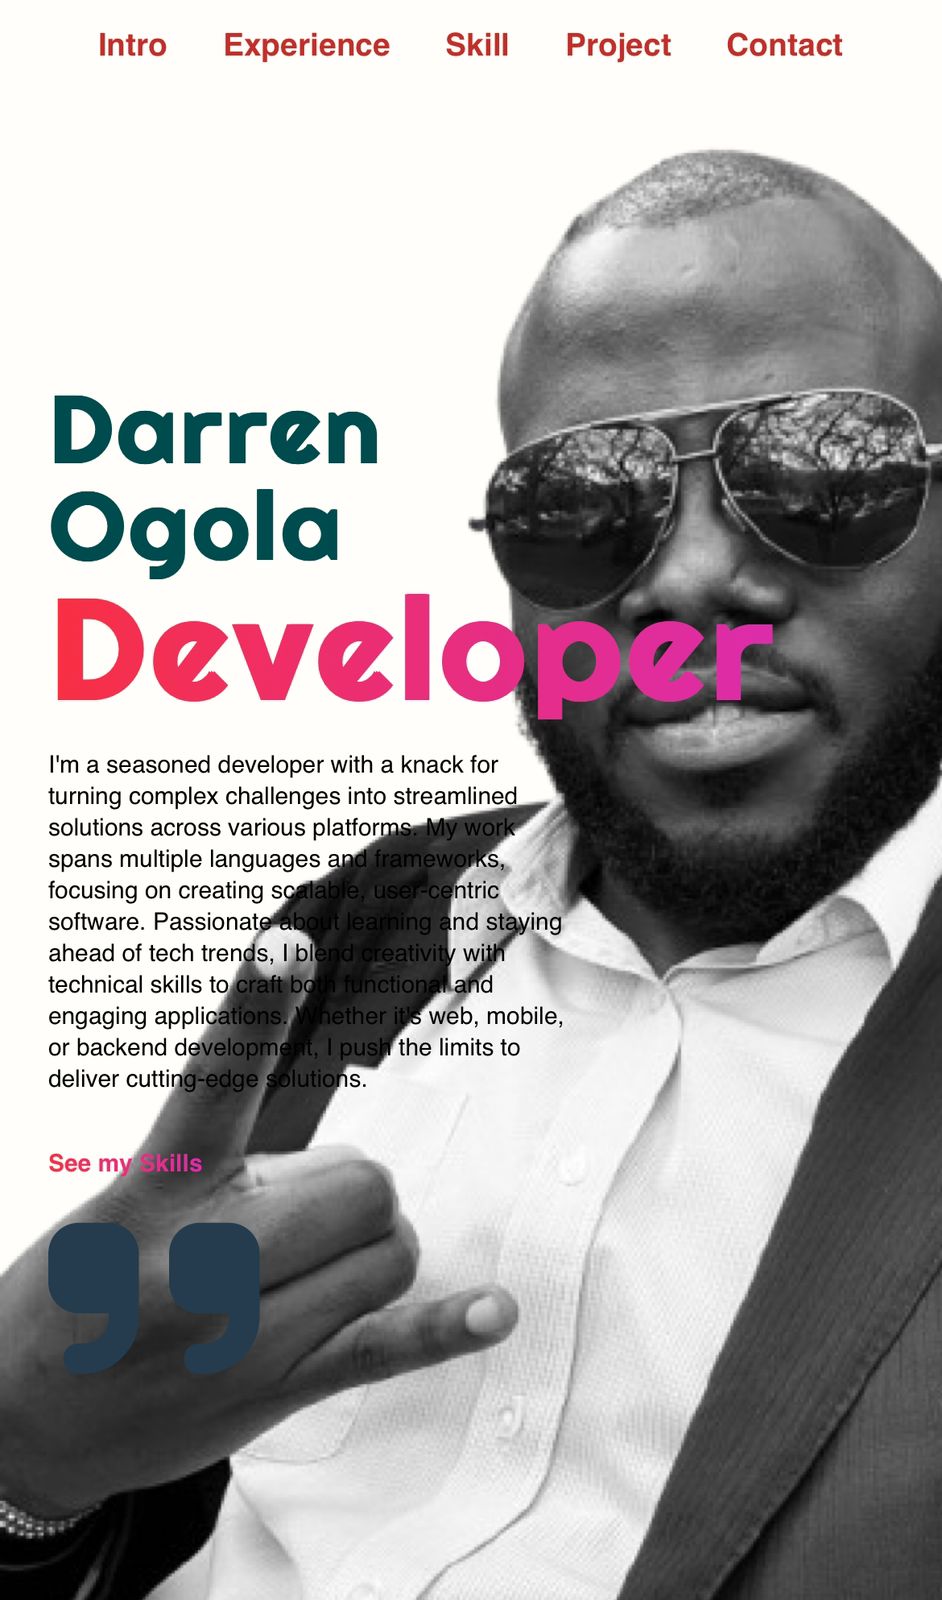 Intro Experience Skill Project Contact
Darren
Ogola
Developer
I'm a seasoned developer with a knack for
turning complex challenges into streamlined
solutions across various platforms. My work
spans multiple languages and frameworks,
focusing on creating scalable, user-centric
software. Passionate about learning and staying
ahead of tech trends, I blend creativity with
technical skills to craft both functional and
engaging applications. Whether it's web, mobile,
or backend development, I push the limits to
deliver cutting-edge solutions.
See my Skills